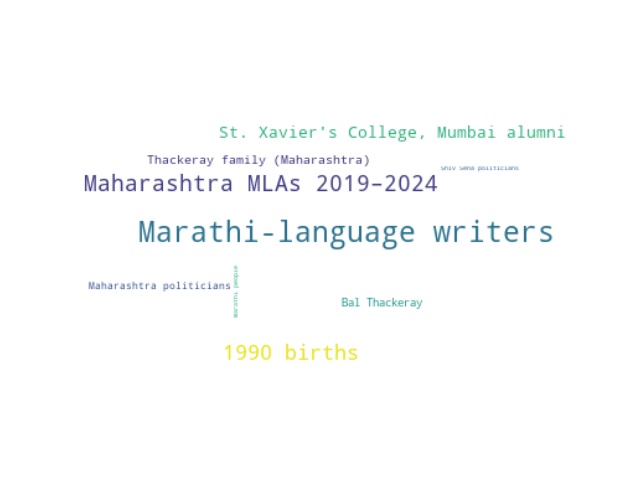 St. Xavier's College, Mumbai alumni
Thackeray family (Maharashtra)
Shiv Sena politicians
Maharashtra MLAs 2019–2024
Marathi-language writers
Marathi people
Maharashtra politicians
Bal Thackeray
1990 births